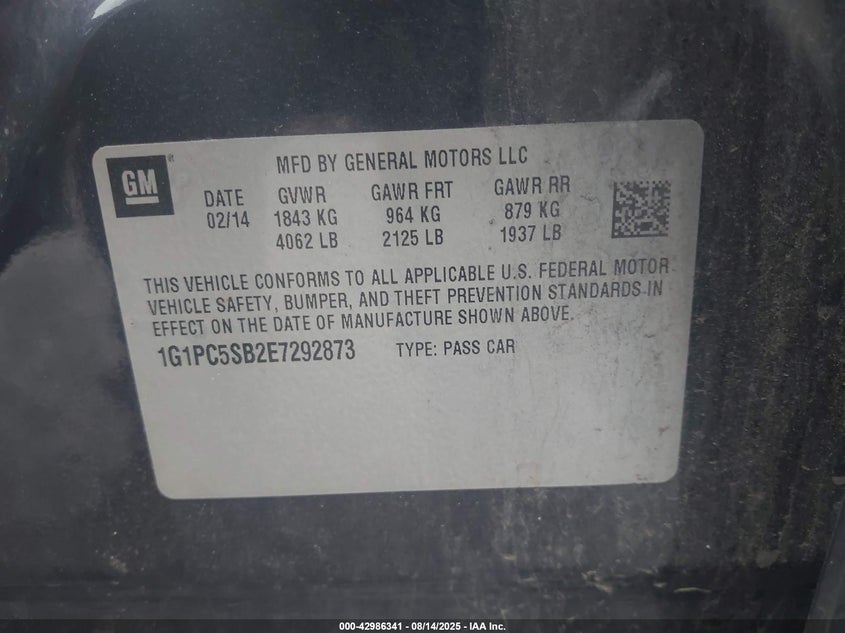 GM®
MFD BY GENERAL MOTORS LLC
DATE GVWR GAWR FRT GAWR RR
02/14 1843 KG 964 KG 879 KG
4062 LB 2125 LB 1937 LB
THIS VEHICLE CONFORMS TO ALL APPLICABLE U.S. FEDERAL MOTOR
VEHICLE SAFETY, BUMPER, AND THEFT PREVENTION STANDARDS IN
EFFECT ON THE DATE OF MANUFACTURE SHOWN ABOVE.
1G1PC5SB2E7292873 TYPE: PASS CAR
000-42986341 - 08/14/2025 - IAA Inc.